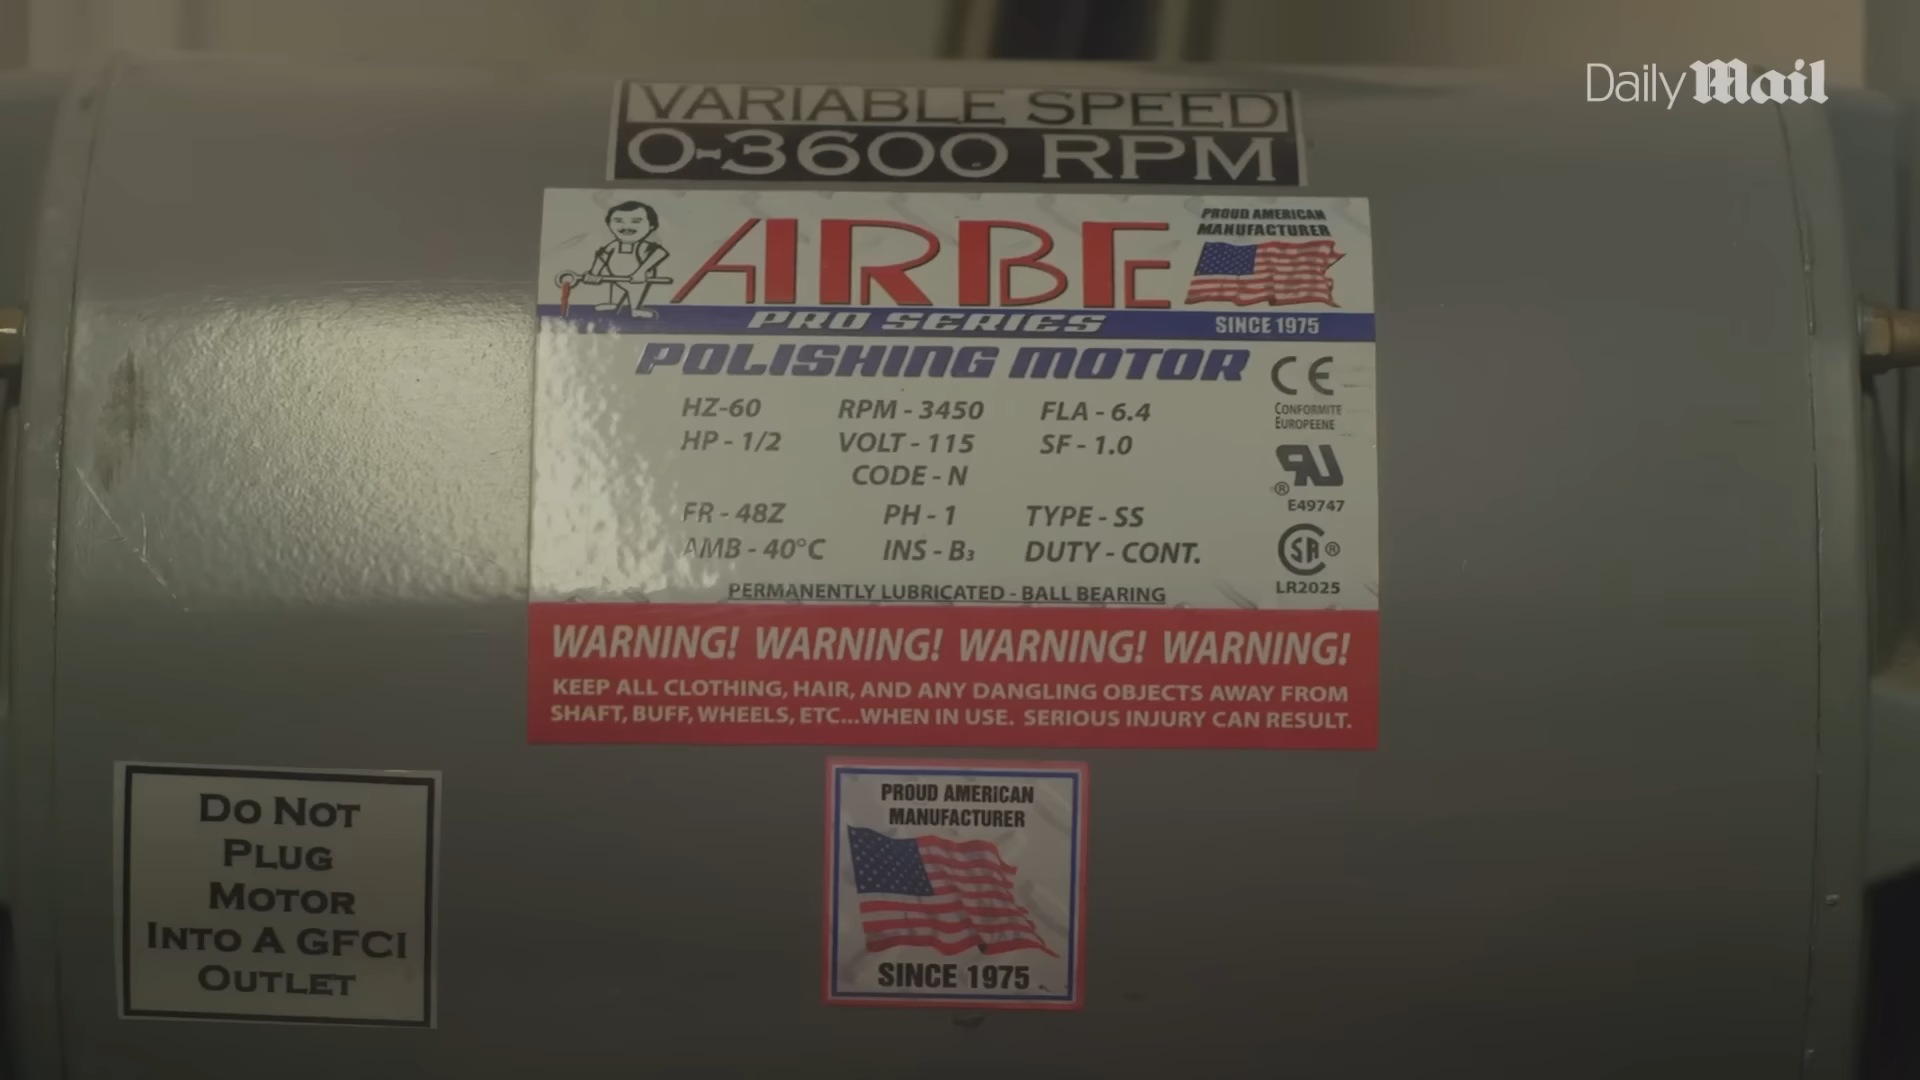 Daily Mail
VARIABLE SPEED
0-3600 RPM
ARBE
PROUD AMERICAN
MANUFACTURER
PRO SERIES
SINCE 1975
POLISHING MOTOR
CE
CONFORMITE
EUROPEENE
HZ-60 RPM - 3450 FLA - 6.4
HP - 1/2 VOLT - 115 SF - 1.0
CODE - N
FR - 48Z PH - 1 TYPE - SS
AMB - 40°C INS - B₃ DUTY - CONT.
RU®
E49747
SA®
LR2025
PERMANENTLY LUBRICATED - BALL BEARING
WARNING! WARNING! WARNING! WARNING!
KEEP ALL CLOTHING, HAIR, AND ANY DANGLING OBJECTS AWAY FROM
SHAFT, BUFF, WHEELS, ETC...WHEN IN USE. SERIOUS INJURY CAN RESULT.
DO NOT
PLUG
MOTOR
INTO A GFCI
OUTLET
PROUD AMERICAN
MANUFACTURER
SINCE 1975